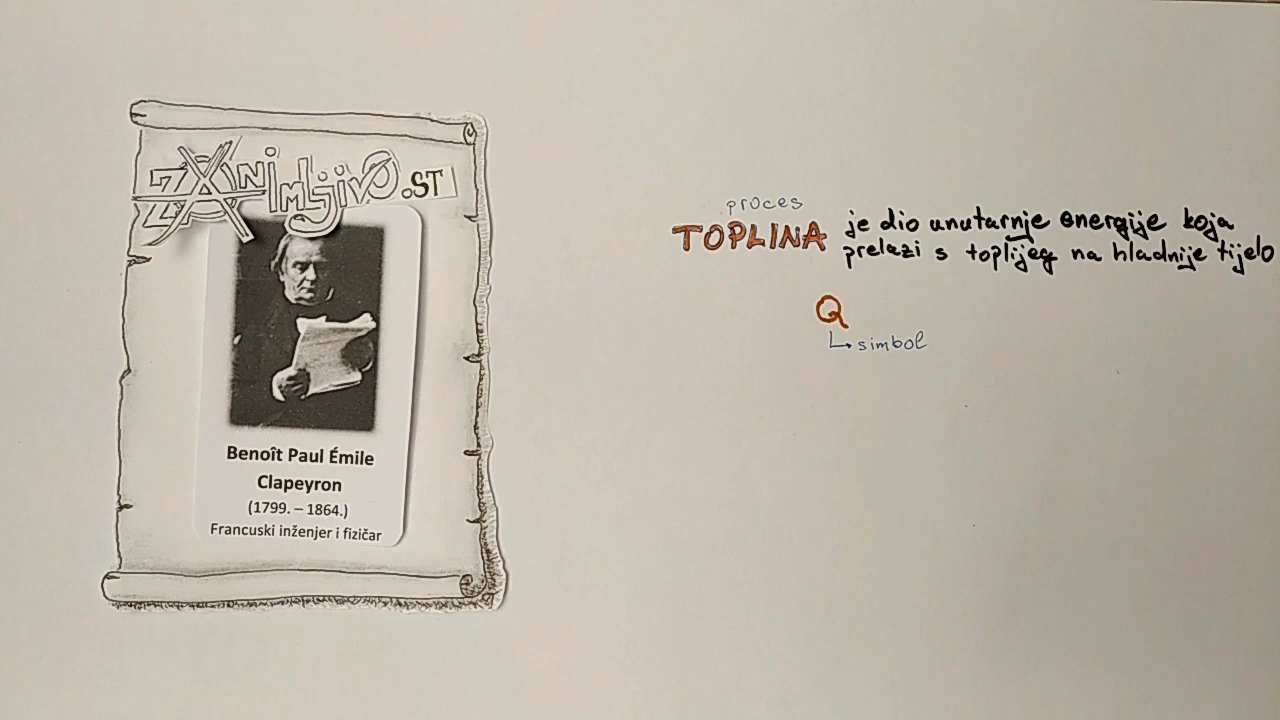 ZANimljivO.ST
Benoît Paul Émile
Clapeyron
(1799. – 1864.)
Francuski inženjer i fizičar
proces
TOPLINA je dio unutarnje energije koja
prelazi s toplijeg na hladnije tijelo
Q
↳ simbol